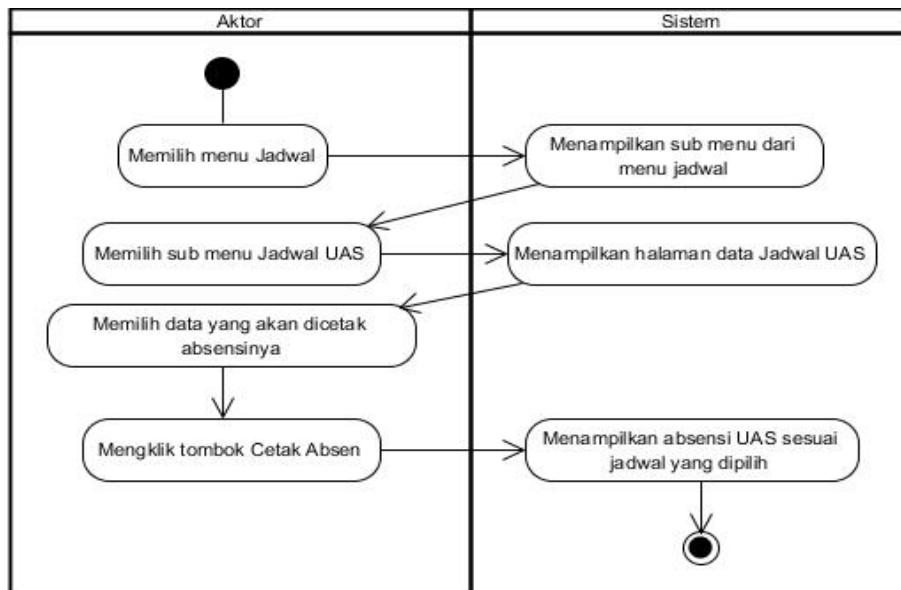 Aktor
Sistem
Memilih menu Jadwal
Menampilkan sub menu dari
menu jadwal
Memilih sub menu Jadwal UAS
Menampilkan halaman data Jadwal UAS
Memilih data yang akan dicetak
absensinya
Mengklik tombok Cetak Absen
Menampilkan absensi UAS sesuai
jadwal yang dipilih